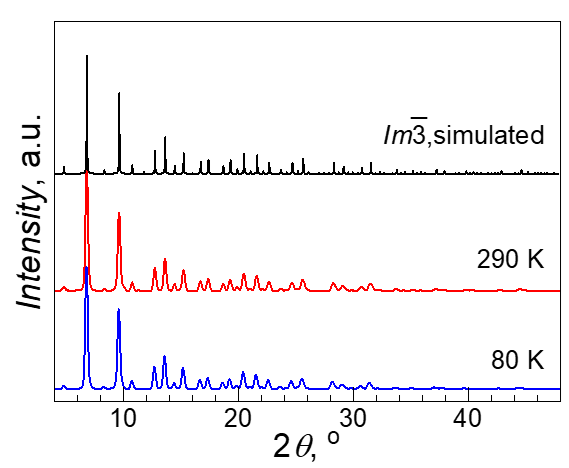 Intensity, a.u.
Im3̅,simulated
290 K
80 K
10 20 30 40
2θ, °